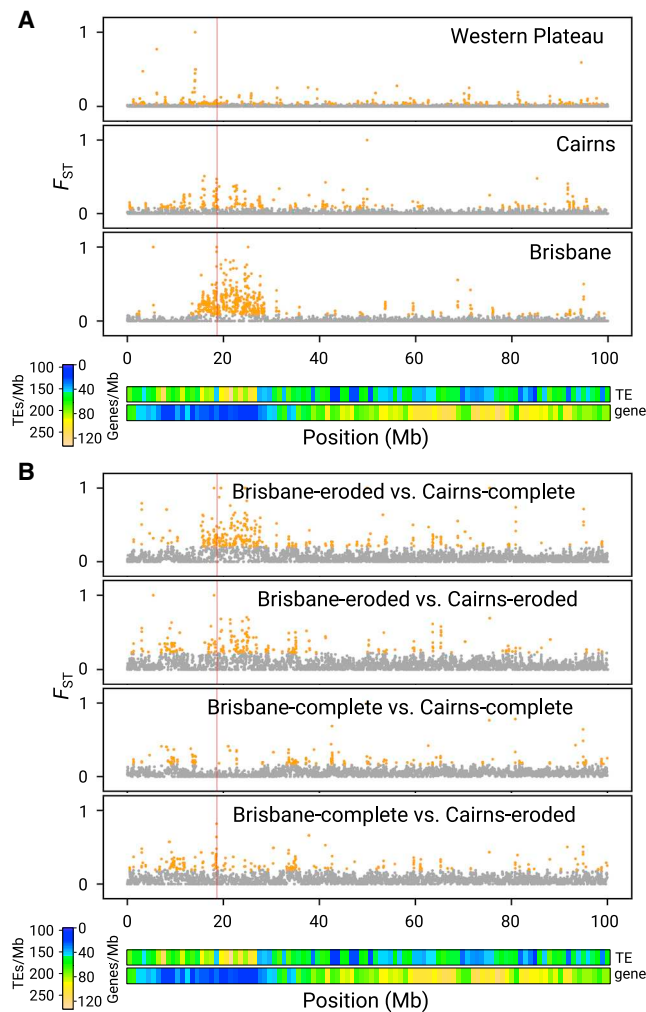 A
Western Plateau
1
0
Cairns
1
0
FST
Brisbane
1
0
0 20 40 60 80 100
TEs/Mb
100
150
200
250
0
40
80
120
Genes/Mb
TE
gene
Position (Mb)
B
Brisbane-eroded vs. Cairns-complete
1
0
Brisbane-eroded vs. Cairns-eroded
1
0
FST
Brisbane-complete vs. Cairns-complete
1
0
Brisbane-complete vs. Cairns-eroded
1
0
0 20 40 60 80 100
TEs/Mb
100
150
200
250
0
40
80
120
Genes/Mb
TE
gene
Position (Mb)